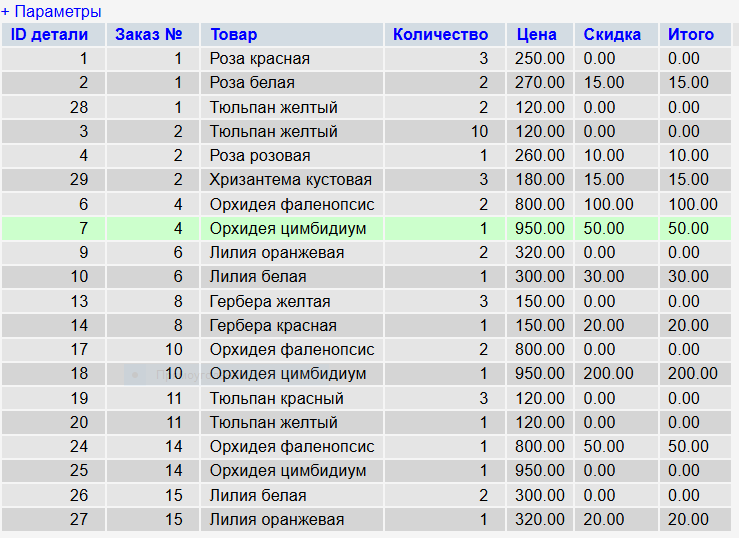 + Параметры
ID детали Заказ № Товар Количество Цена Скидка Итого
1 1 Роза красная 3 250.00 0.00 0.00
2 1 Роза белая 2 270.00 15.00 15.00
28 1 Тюльпан желтый 2 120.00 0.00 0.00
3 2 Тюльпан желтый 10 120.00 0.00 0.00
4 2 Роза розовая 1 260.00 10.00 10.00
29 2 Хризантема кустовая 3 180.00 15.00 15.00
6 4 Орхидея фаленопсис 2 800.00 100.00 100.00
7 4 Орхидея цимбидиум 1 950.00 50.00 50.00
9 6 Лилия оранжевая 2 320.00 0.00 0.00
10 6 Лилия белая 1 300.00 30.00 30.00
13 8 Гербера желтая 3 150.00 0.00 0.00
14 8 Гербера красная 1 150.00 20.00 20.00
17 10 Орхидея фаленопсис 2 800.00 0.00 0.00
18 10 Орхидея цимбидиум 1 950.00 200.00 200.00
19 11 Тюльпан красный 3 120.00 0.00 0.00
20 11 Тюльпан желтый 1 120.00 0.00 0.00
24 14 Орхидея фаленопсис 1 800.00 50.00 50.00
25 14 Орхидея цимбидиум 1 950.00 0.00 0.00
26 15 Лилия белая 2 300.00 0.00 0.00
27 15 Лилия оранжевая 1 320.00 20.00 20.00